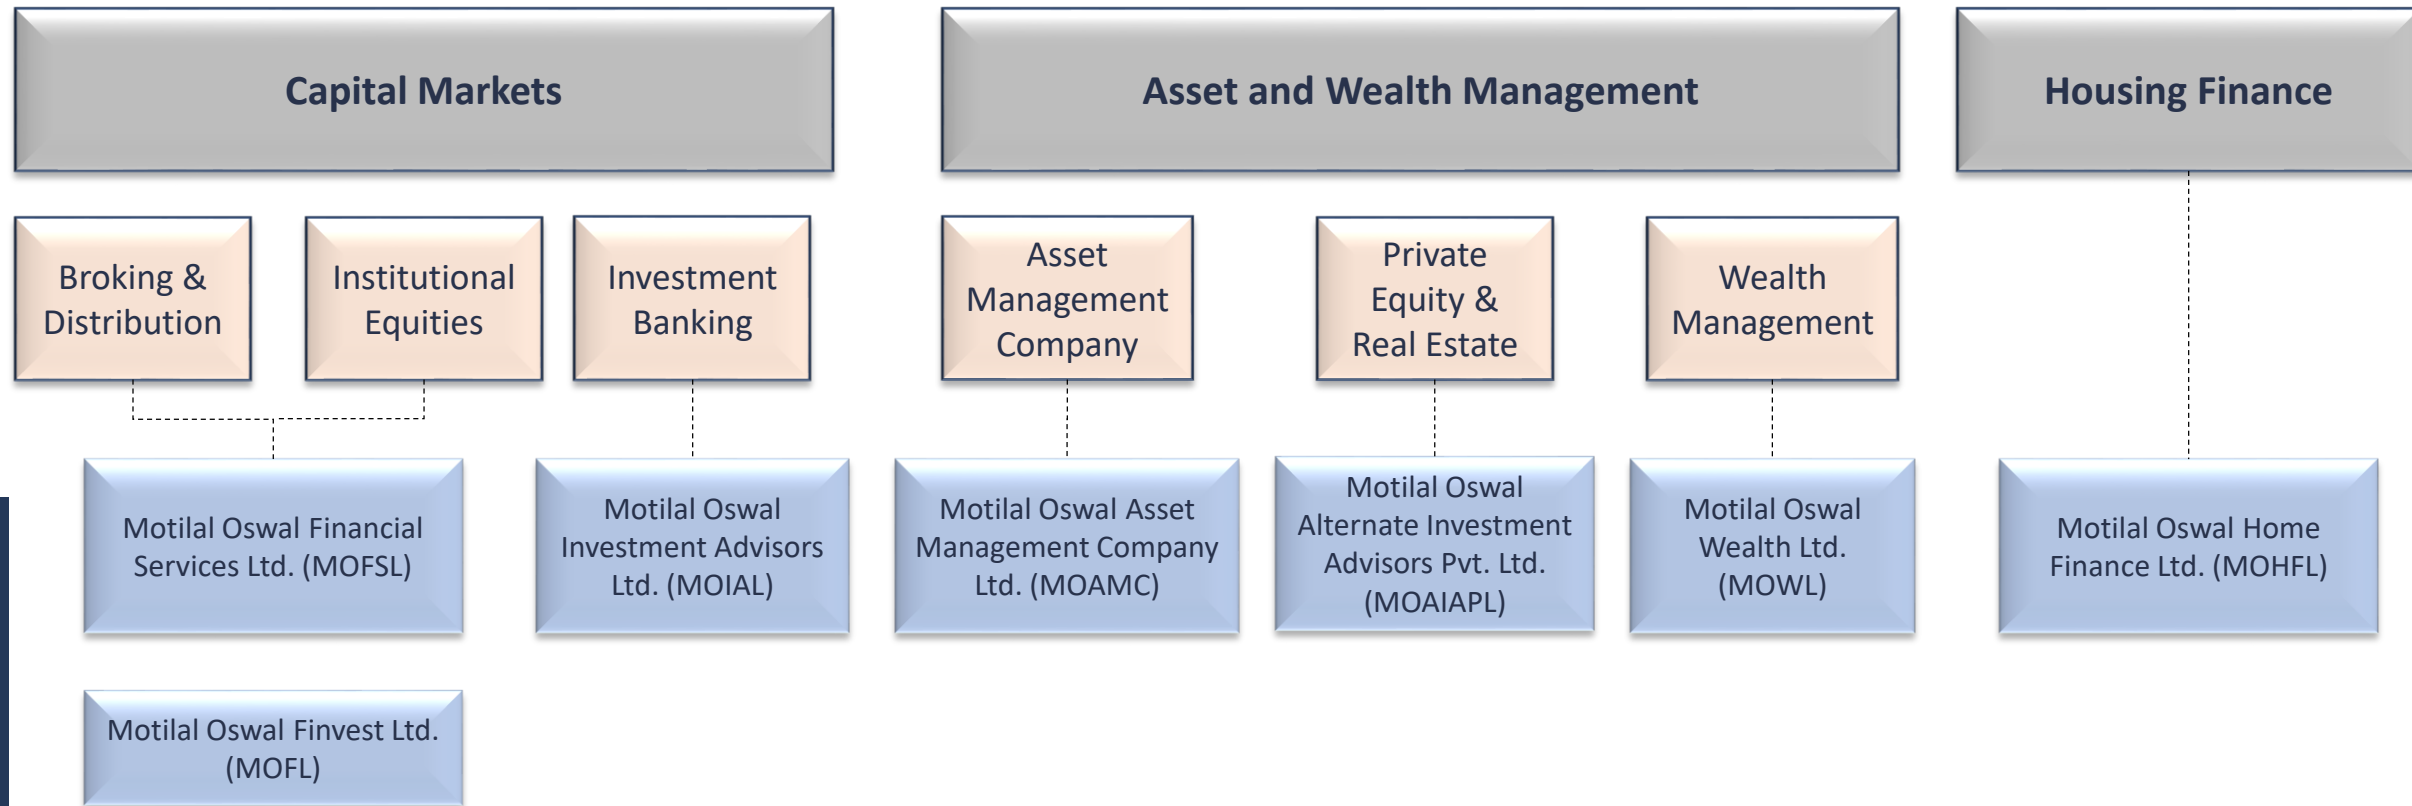 Capital Markets
Asset and Wealth Management
Housing Finance
Broking &
Distribution
Institutional
Equities
Investment
Banking
Asset
Management
Company
Private
Equity &
Real Estate
Wealth
Management
Motilal Oswal Financial
Services Ltd. (MOFSL)
Motilal Oswal
Investment Advisors
Ltd. (MOIAL)
Motilal Oswal Asset
Management Company
Ltd. (MOAMC)
Motilal Oswal
Alternate Investment
Advisors Pvt. Ltd.
(MOAIAPL)
Motilal Oswal
Wealth Ltd.
(MOWL)
Motilal Oswal Home
Finance Ltd. (MOHFL)
Motilal Oswal Finvest Ltd.
(MOFL)